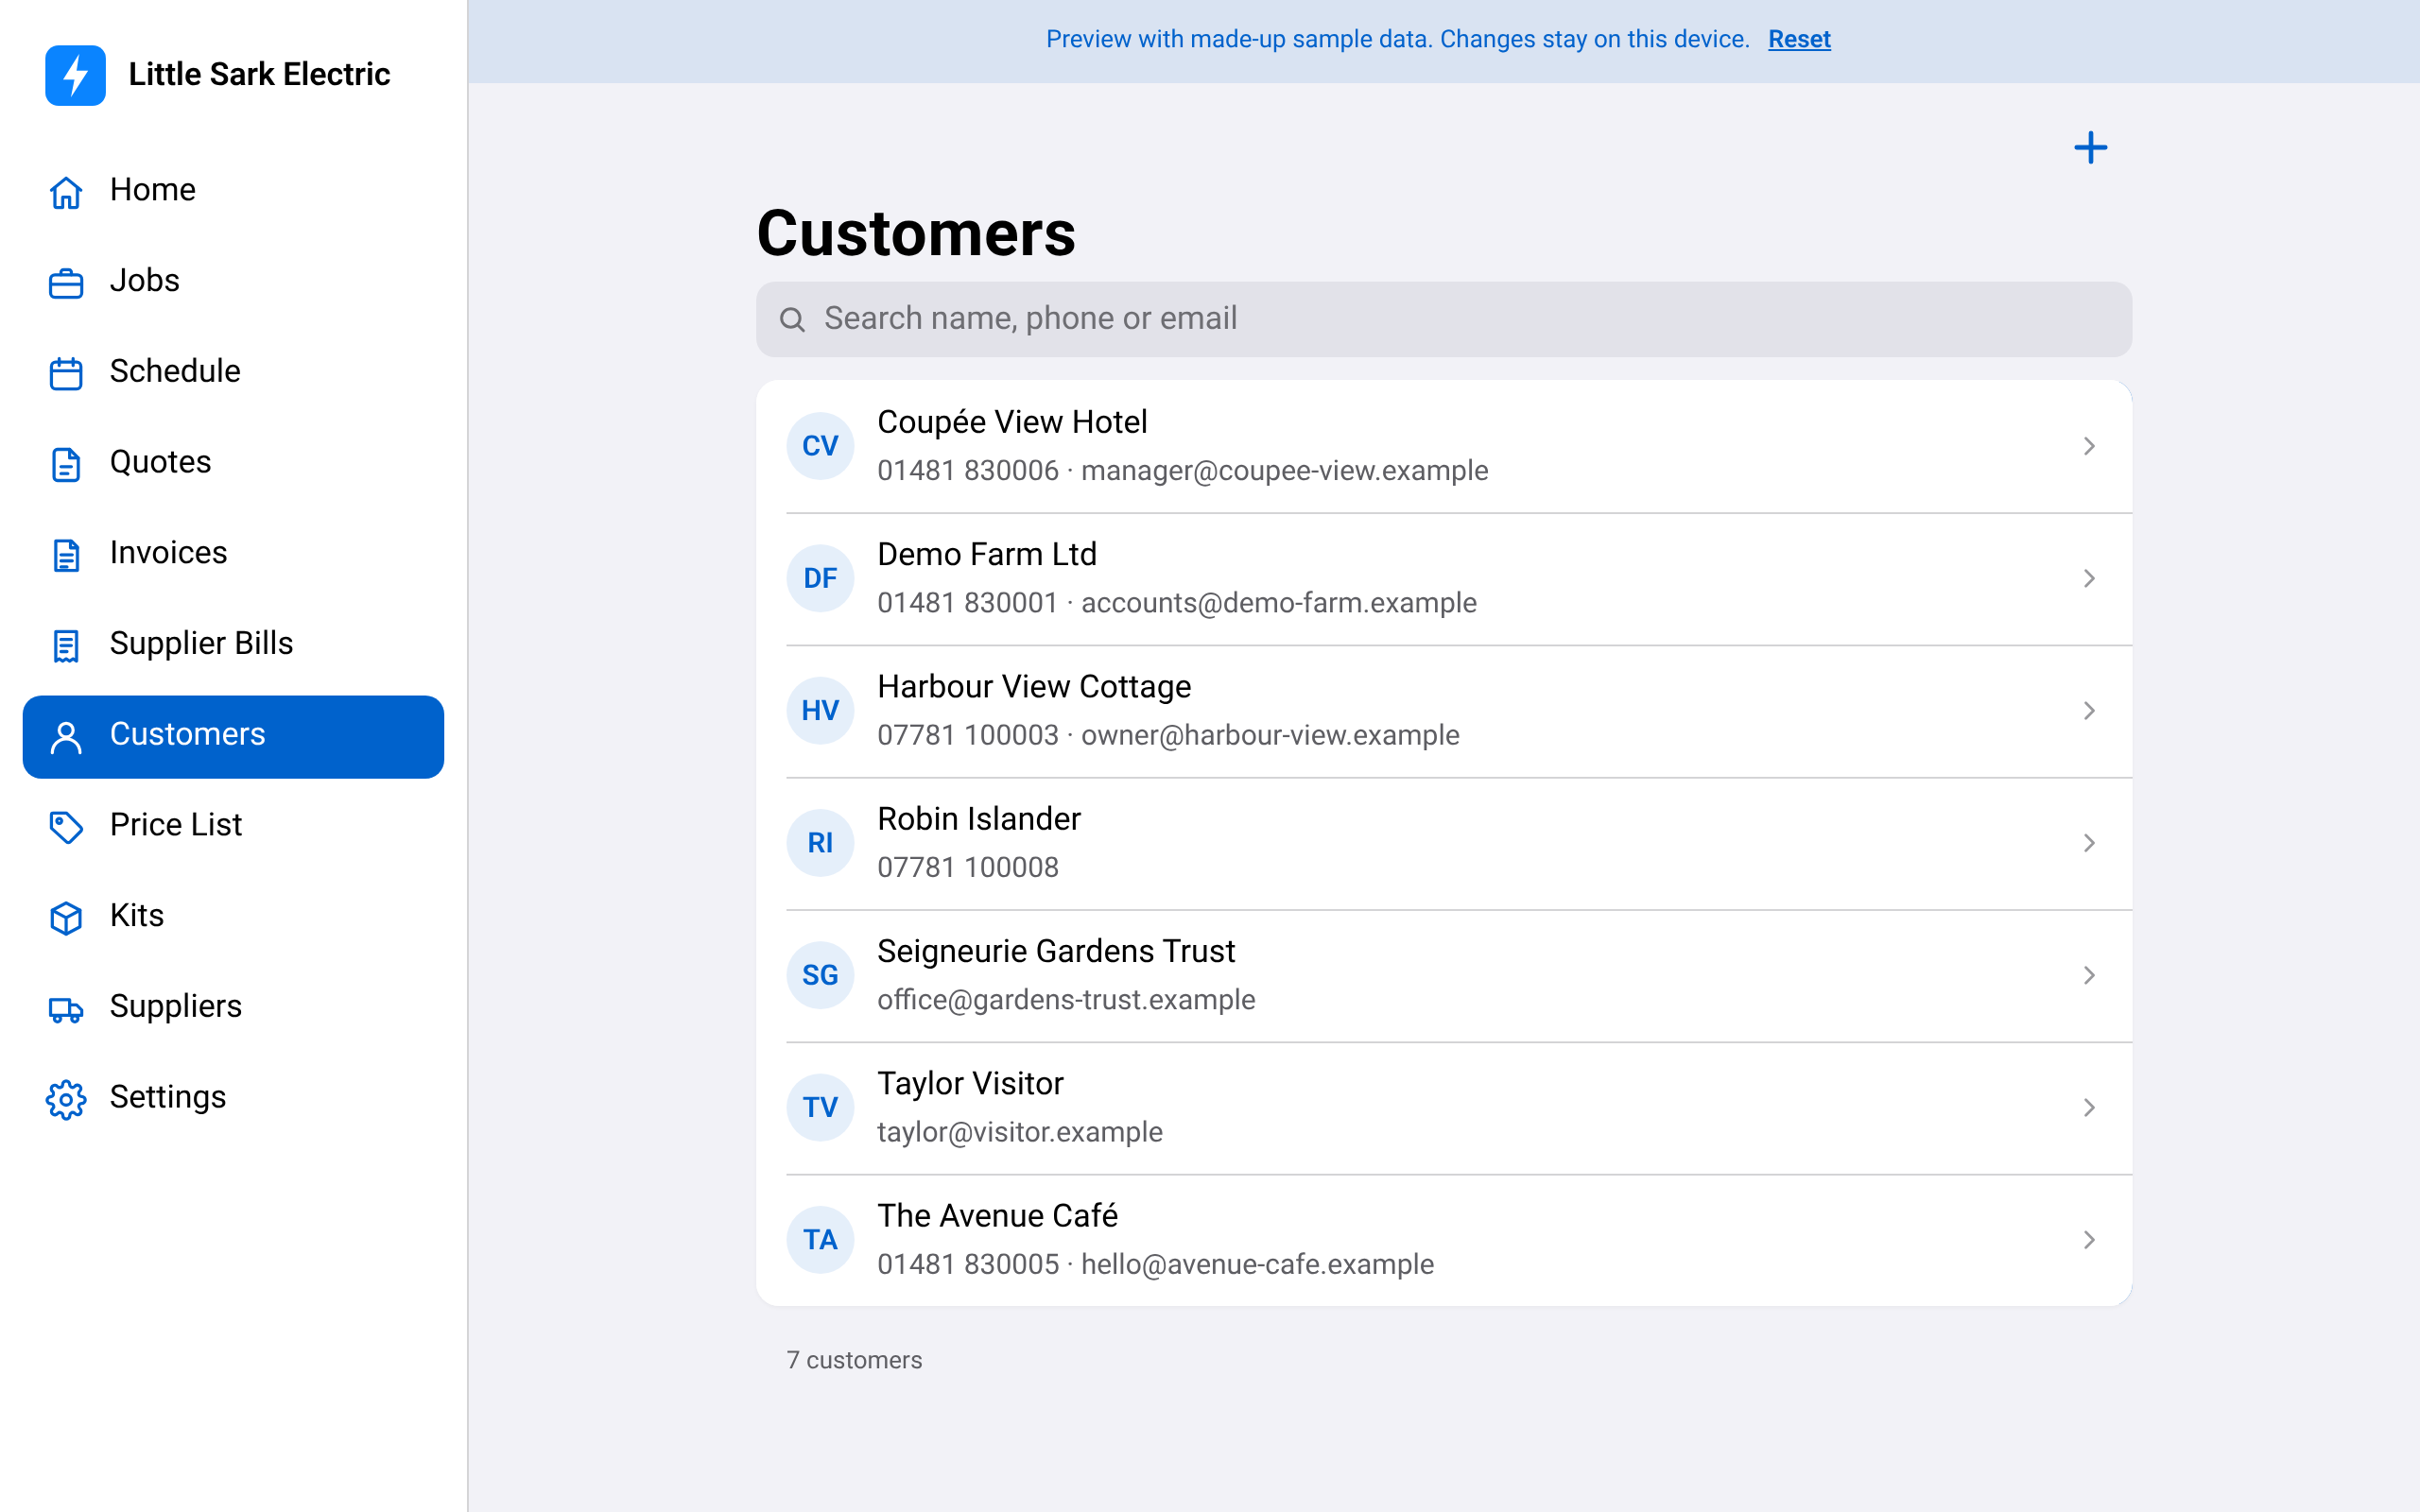 Little Sark Electric
Home
Jobs
Schedule
Quotes
Invoices
Supplier Bills
Customers
Price List
Kits
Suppliers
Settings
Preview with made-up sample data. Changes stay on this device. Reset
Customers
Search name, phone or email
CV
Coupée View Hotel
01481 830006 · manager@coupee-view.example
DF
Demo Farm Ltd
01481 830001 · accounts@demo-farm.example
HV
Harbour View Cottage
07781 100003 · owner@harbour-view.example
RI
Robin Islander
07781 100008
SG
Seigneurie Gardens Trust
office@gardens-trust.example
TV
Taylor Visitor
taylor@visitor.example
TA
The Avenue Café
01481 830005 · hello@avenue-cafe.example
7 customers